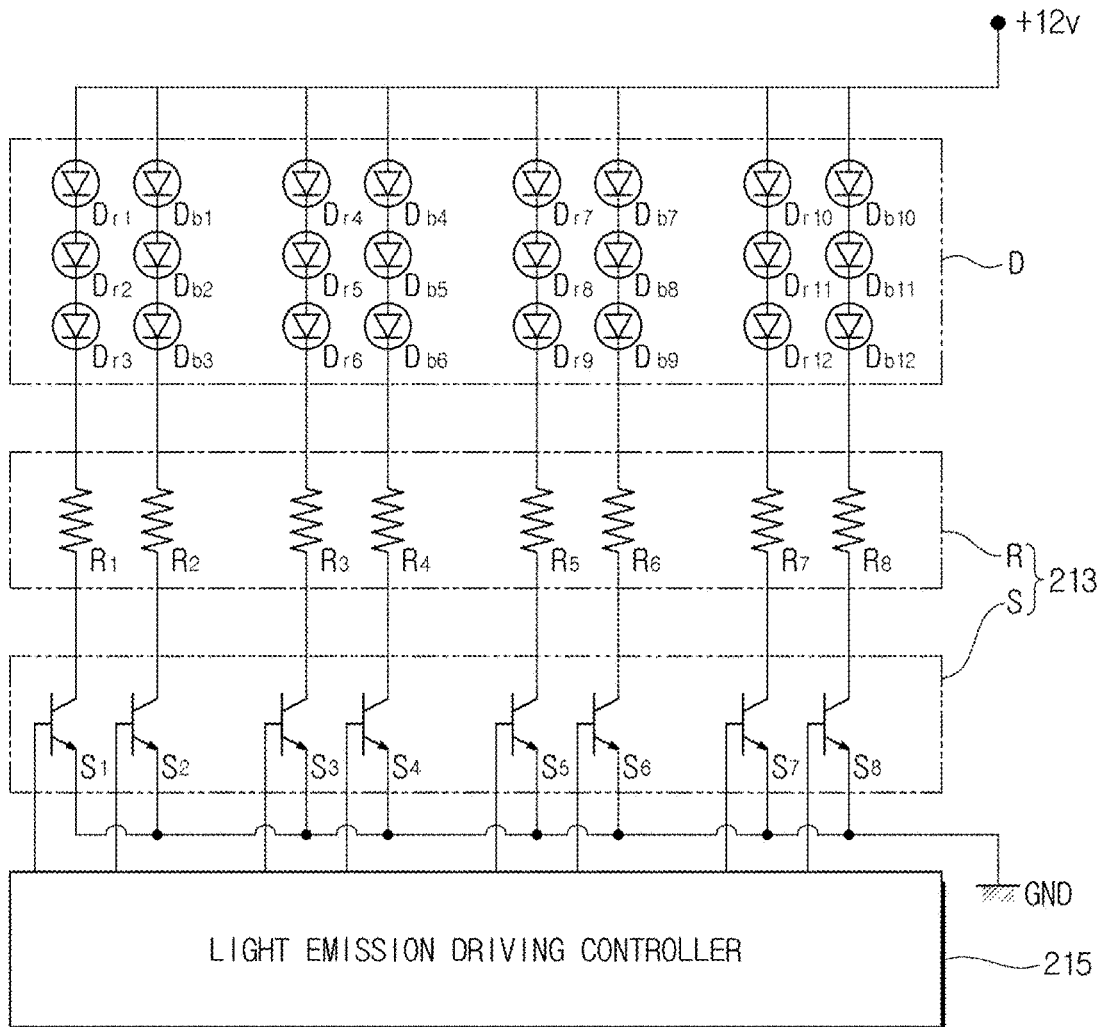 +12v
Dr1 Db1 Dr4 Db4 Dr7 Db7 Dr10 Db10
Dr2 Db2 Dr5 Db5 Dr8 Db8 Dr11 Db11
D
Dr3 Db3 Dr6 Db6 Dr9 Db9 Dr12 Db12
R1 R2 R3 R4 R5 R6 R7 R8
R
213
S
S1 S2 S3 S4 S5 S6 S7 S8
GND
LIGHT EMISSION DRIVING CONTROLLER
215